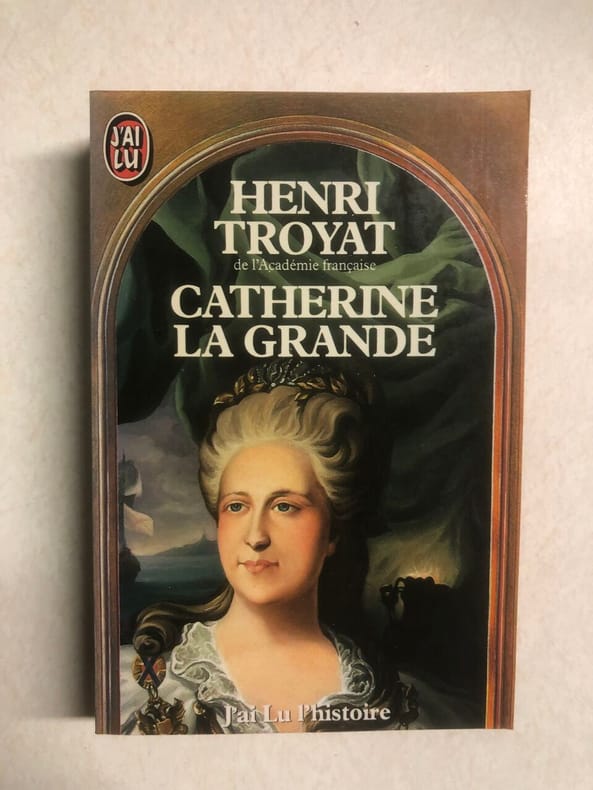 J'AI
LU
HENRI
TROYAT
de l'Académie française
CATHERINE
LA GRANDE
J'ai Lu l'histoire